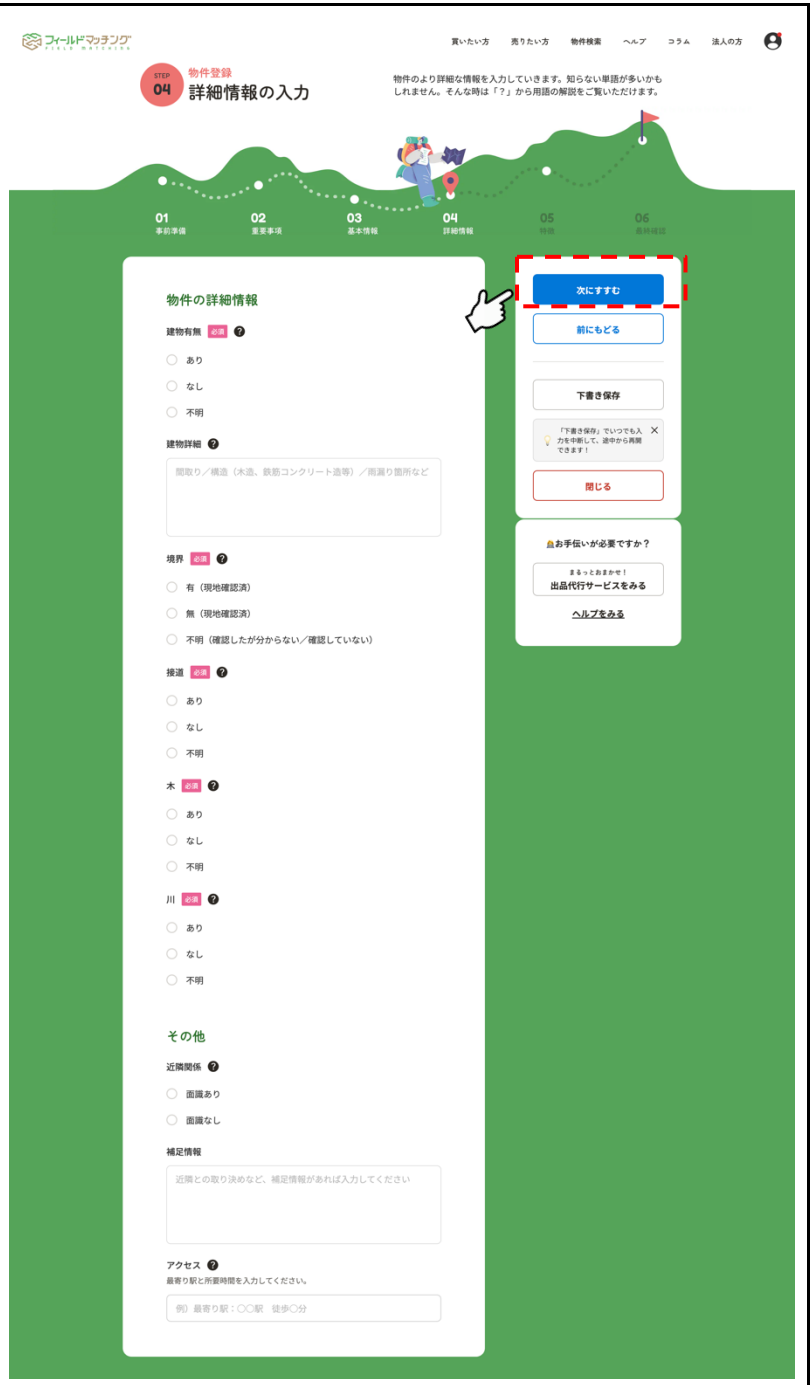 フィールドマッチング
FIELD MATCHING
買いたい方 売りたい方 物件検索 ヘルプ コラム 法人の方
STEP
04
物件登録
詳細情報の入力
物件のより詳細な情報を入力していきます。知らない単語が多いかも
しれません。そんな時は「？」から用語の解説をご覧いただけます。
01 02 03 04 05 06
事前準備 重要事項 基本情報 詳細情報 特徴 最終確認
物件の詳細情報
建物有無 必須 ?
あり
なし
不明
建物詳細 ?
間取り／構造（木造、鉄筋コンクリート造等）／雨漏り箇所など
境界 必須 ?
有（現地確認済）
無（現地確認済）
不明（確認したが分からない／確認していない）
接道 必須 ?
あり
なし
不明
木 必須 ?
あり
なし
不明
川 必須 ?
あり
なし
不明
その他
近隣関係 ?
面識あり
面識なし
補足情報
近隣との取り決めなど、補足情報があれば入力してください
アクセス ?
最寄り駅と所要時間を入力してください。
例）最寄り駅：○○駅 徒歩○分
次にすすむ
前にもどる
下書き保存
「下書き保存」でいつでも入
力を中断して、途中から再開
できます！
閉じる
お手伝いが必要ですか？
まるっとおまかせ！
出品代行サービスをみる
ヘルプをみる